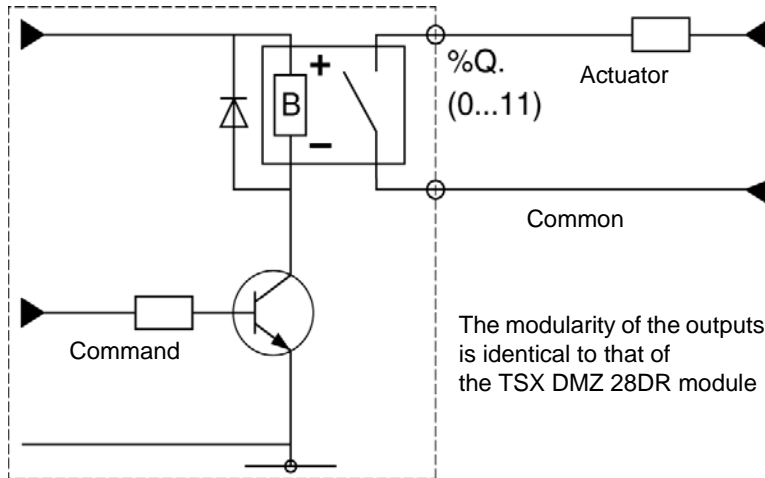 +
%Q.
Actuator
B
(0...11)
–
Common
Command
The modularity of the outputs
is identical to that of
the TSX DMZ 28DR module